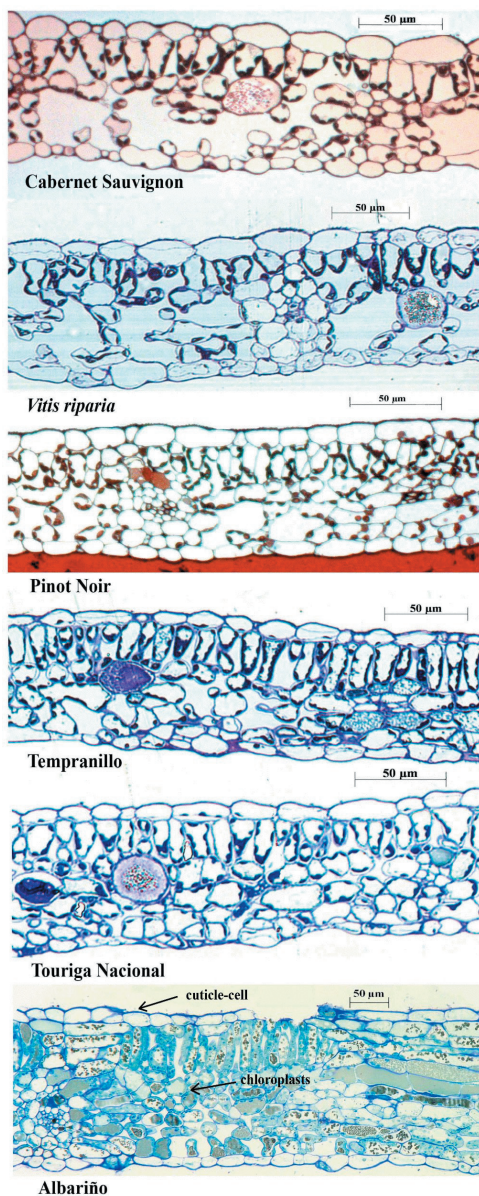 50 μm
Cabernet Sauvignon
50 μm
Vitis riparia
50 μm
Pinot Noir
50 μm
Tempranillo
50 μm
Touriga Nacional
cuticle-cell
50 μm
chloroplasts
Albariño